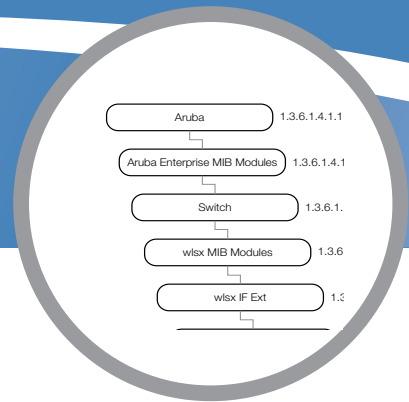 Aruba 1.3.6.1.4.1.1
Aruba Enterprise MIB Modules 1.3.6.1.4.1
Switch 1.3.6.1.
wlsx MIB Modules 1.3.6
wlsx IF Ext 1.3